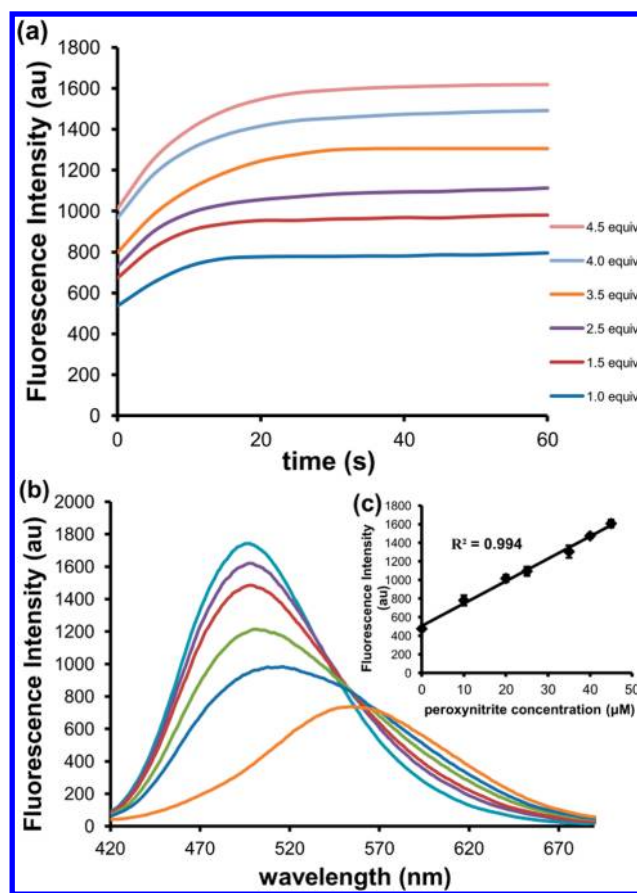 (a)
1800
1600
1400
1200
1000
800
600
400
200
0
Fluorescence Intensity (au)
0 20 40 60
time (s)
4.5 equiv
4.0 equiv
3.5 equiv
2.5 equiv
1.5 equiv
1.0 equiv
(b)
2000
1800
1600
1400
1200
1000
800
600
400
200
0
Fluorescence Intensity (au)
420 470 520 570 620 670
wavelength (nm)
(c)
1800
1600
1400
1200
1000
800
600
400
200
0
Fluorescence Intensity
(au)
R² = 0.994
0 10 20 30 40 50
peroxynitrite concentration (µM)